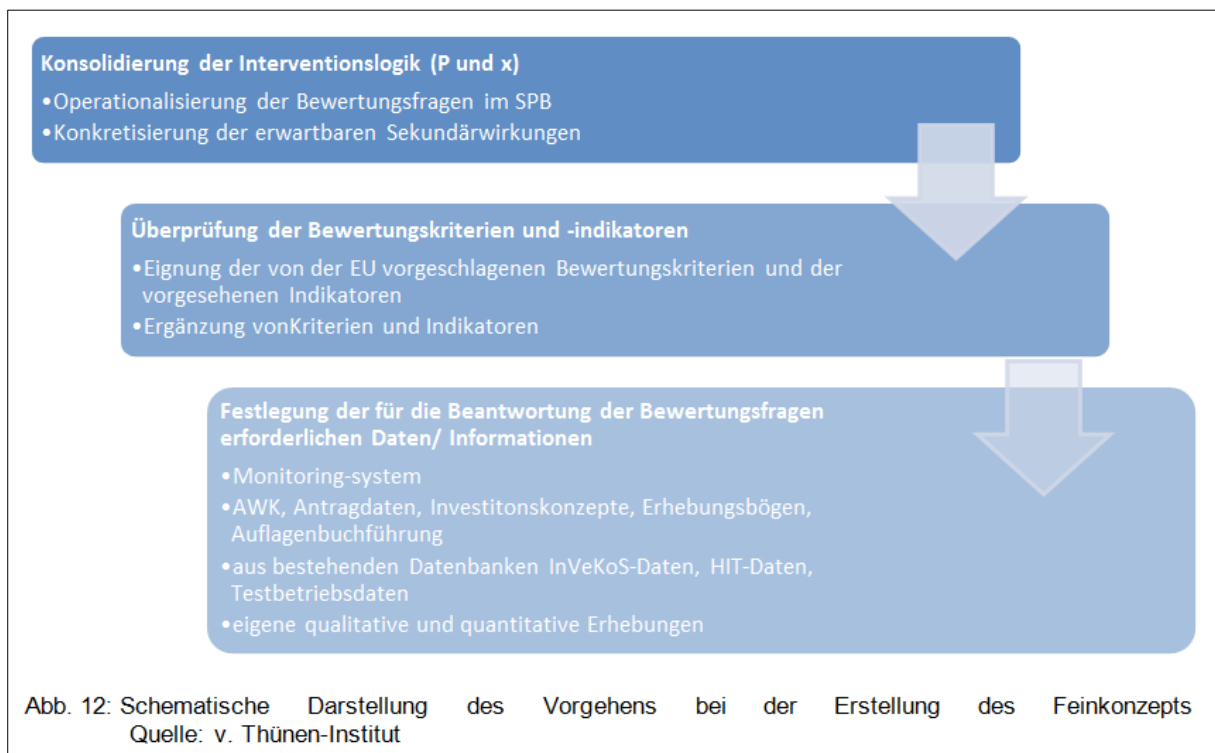 Konsolidierung der Interventionslogik (P und x)
•Operationalisierung der Bewertungsfragen im SPB
•Konkretisierung der erwartbaren Sekundärwirkungen
Überprüfung der Bewertungskriterien und -indikatoren
•Eignung der von der EU vorgeschlagenen Bewertungskriterien und der
vorgesehenen Indikatoren
•Ergänzung vonKriterien und Indikatoren
Festlegung der für die Beantwortung der Bewertungsfragen
erforderlichen Daten/ Informationen
•Monitoring-system
•AWK, Antragdaten, Investitonskonzepte, Erhebungsbögen,
Auflagenbuchführung
•aus bestehenden Datenbanken InVeKoS-Daten, HIT-Daten,
Testbetriebsdaten
•eigene qualitative und quantitative Erhebungen
Abb. 12: Schematische Darstellung des Vorgehens bei der Erstellung des Feinkonzepts
Quelle: v. Thünen-Institut